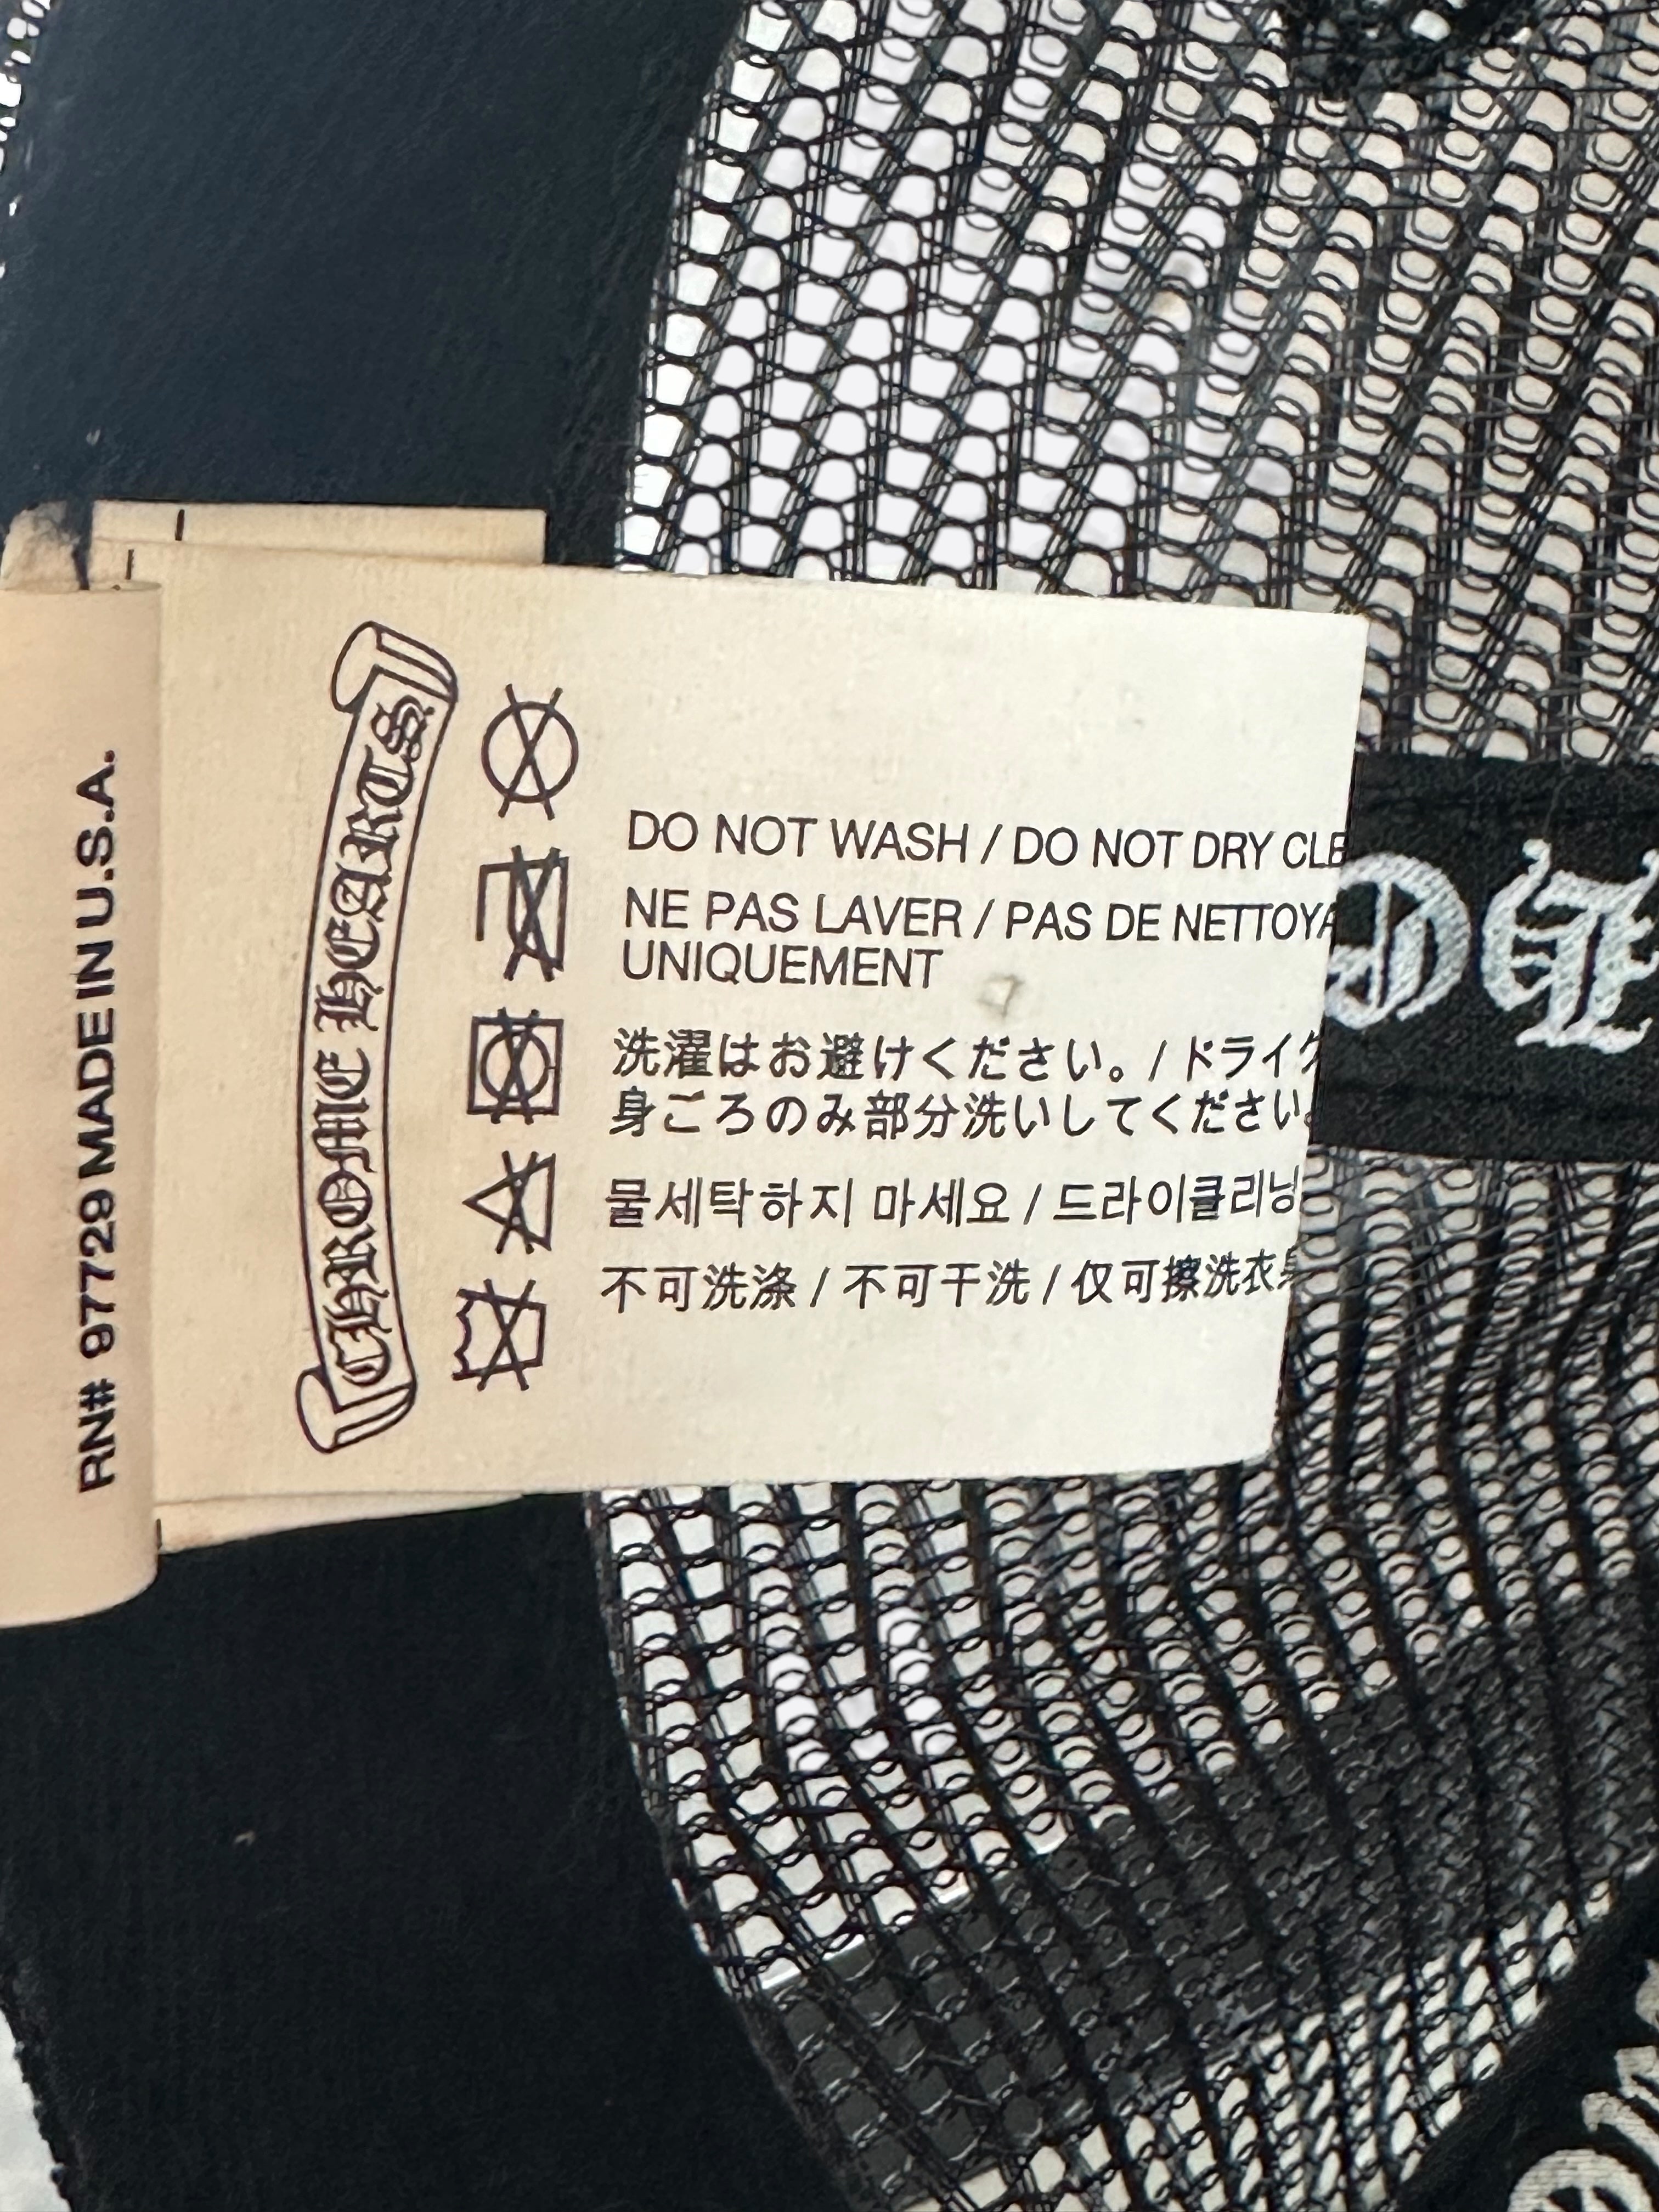 RN# 97729 MADE IN U.S.A.
CHROME HEARTS
DO NOT WASH / DO NOT DRY CLE
NE PAS LAVER / PAS DE NETTOYA
UNIQUEMENT
洗濯はお避けください。/ ドライク
身ごろのみ部分洗いしてください。
물세탁하지 마세요 / 드라이클리닝
不可洗涤 / 不可干洗 / 仅可擦洗衣身